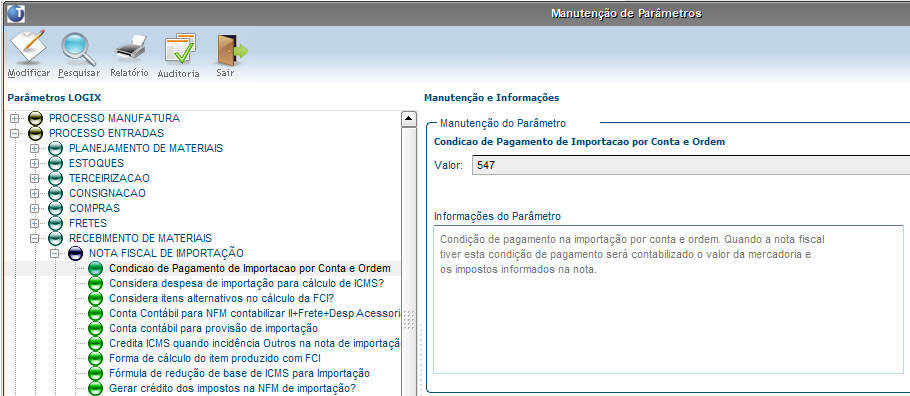 Manutenção de Parâmetros
Modificar Pesquisar Relatório Auditoria Sair
Parâmetros LOGIX
PROCESSO MANUFATURA
PROCESSO ENTRADAS
PLANEJAMENTO DE MATERIAIS
ESTOQUES
TERCEIRIZACAO
CONSIGNACAO
COMPRAS
FRETES
RECEBIMENTO DE MATERIAIS
NOTA FISCAL DE IMPORTAÇÃO
Condicao de Pagamento de Importacao por Conta e Ordem
Considera despesa de importação para cálculo de ICMS?
Considera itens alternativos no cálculo da FCI?
Conta Contábil para NFM contabilizar II+Frete+Desp Acessori
Conta contábil para provisão de importação
Credita ICMS quando incidência Outros na nota de importaçã
Forma de cálculo do item produzido com FCI
Fórmula de redução de base de ICMS para Importação
Gerar crédito dos impostos na NFM de importação?
Manutenção e Informações
Manutenção do Parâmetro
Condicao de Pagamento de Importacao por Conta e Ordem
Valor: 547
Informações do Parâmetro
Condição de pagamento na importação por conta e ordem. Quando a nota fiscal
tiver esta condição de pagamento será contabilizado o valor da mercadoria e
os impostos informados na nota.